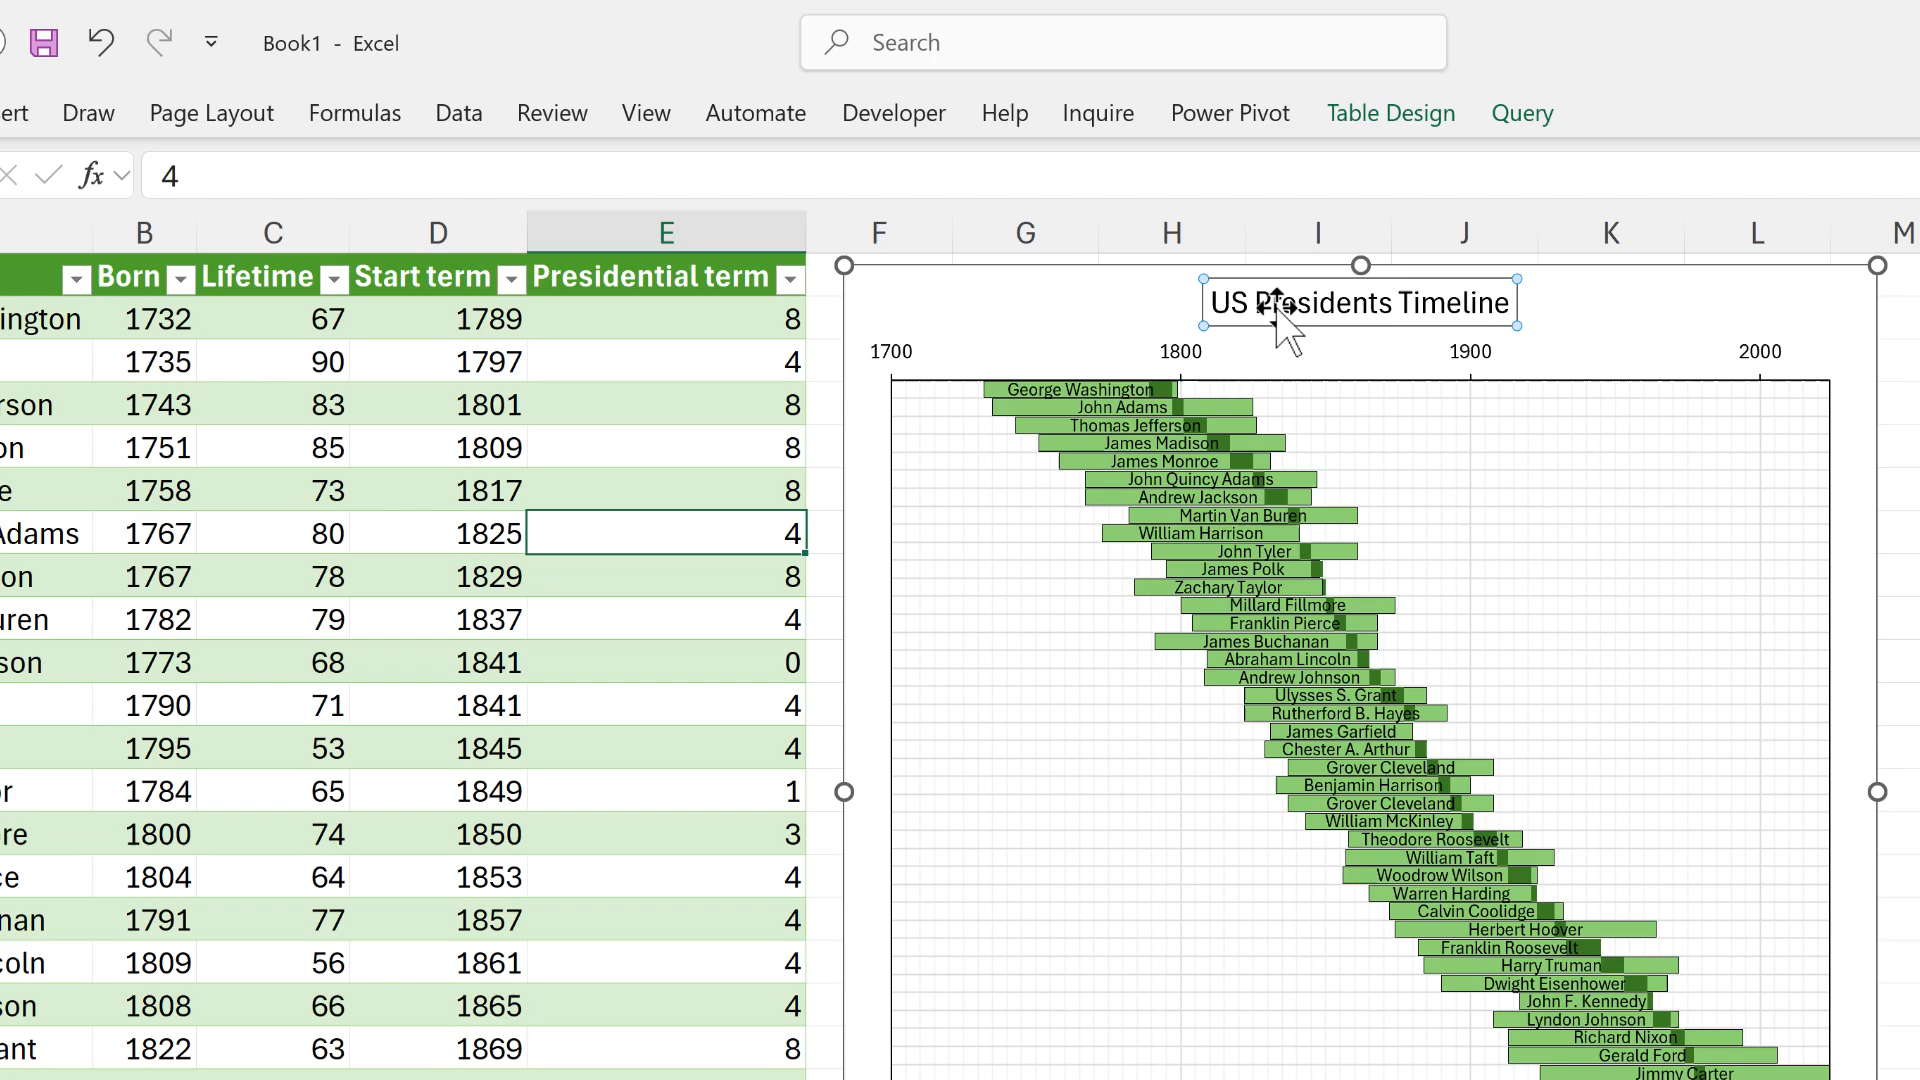 Book1 - Excel
Search
ert Draw Page Layout Formulas Data Review View Automate Developer Help Inquire Power Pivot Table Design Query
fx 4
B C D E F G H I J K L M
Born Lifetime Start term Presidential term
ington 1732 67 1789 8
1735 90 1797 4
rson 1743 83 1801 8
on 1751 85 1809 8
e 1758 73 1817 8
Adams 1767 80 1825 4
on 1767 78 1829 8
uren 1782 79 1837 4
son 1773 68 1841 0
1790 71 1841 4
1795 53 1845 4
or 1784 65 1849 1
re 1800 74 1850 3
ce 1804 64 1853 4
nan 1791 77 1857 4
coln 1809 56 1861 4
son 1808 66 1865 4
ant 1822 63 1869 8
US Presidents Timeline
1700 1800 1900 2000
George Washington
John Adams
Thomas Jefferson
James Madison
James Monroe
John Quincy Adams
Andrew Jackson
Martin Van Buren
William Harrison
John Tyler
James Polk
Zachary Taylor
Millard Fillmore
Franklin Pierce
James Buchanan
Abraham Lincoln
Andrew Johnson
Ulysses S. Grant
Rutherford B. Hayes
James Garfield
Chester A. Arthur
Grover Cleveland
Benjamin Harrison
Grover Cleveland
William McKinley
Theodore Roosevelt
William Taft
Woodrow Wilson
Warren Harding
Calvin Coolidge
Herbert Hoover
Franklin Roosevelt
Harry Truman
Dwight Eisenhower
John F. Kennedy
Lyndon Johnson
Richard Nixon
Gerald Ford
Jimmy Carter